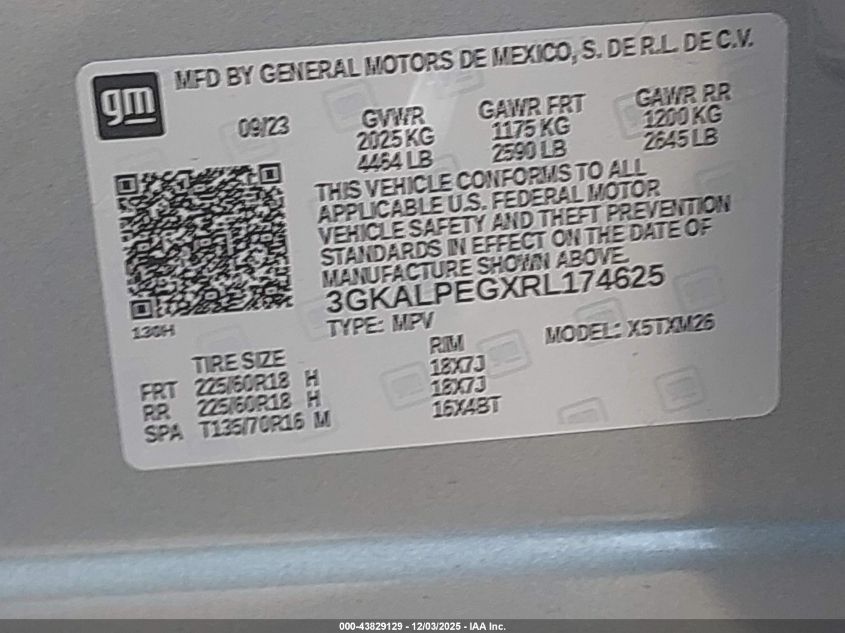 gm
MFD BY GENERAL MOTORS DE MEXICO, S. DE R.L. DE C.V.
09/23
GVWR
2025 KG
4464 LB
GAWR FRT
1175 KG
2590 LB
GAWR RR
1200 KG
2645 LB
THIS VEHICLE CONFORMS TO ALL
APPLICABLE U.S. FEDERAL MOTOR
VEHICLE SAFETY AND THEFT PREVENTION
STANDARDS IN EFFECT ON THE DATE OF
MANUFACTURE SHOWN ABOVE.
3GKALPEGXRL174625
130H
TYPE: MPV
MODEL: X5TXM26
TIRE SIZE
RIM
FRT 225/60R18 H 18X7J
RR 225/60R18 H 18X7J
SPA T135/70R16 M 16X4BT
000-43829129 - 12/03/2025 - IAA Inc.